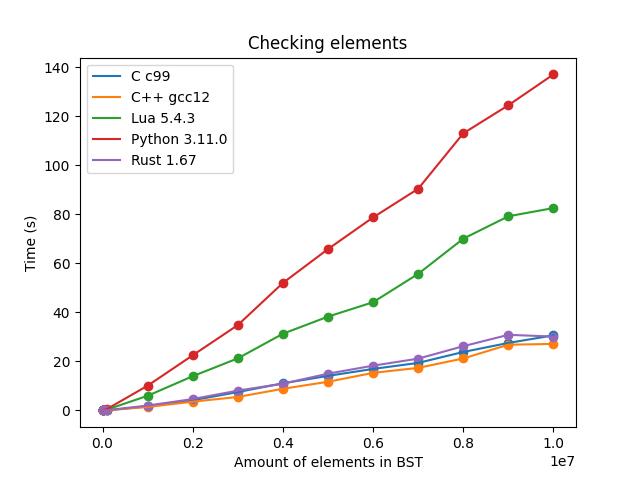 Checking elements
C c99
C++ gcc12
Lua 5.4.3
Python 3.11.0
Rust 1.67
Time (s)
140
120
100
80
60
40
20
0
0.0 0.2 0.4 0.6 0.8 1.0
1e7
Amount of elements in BST